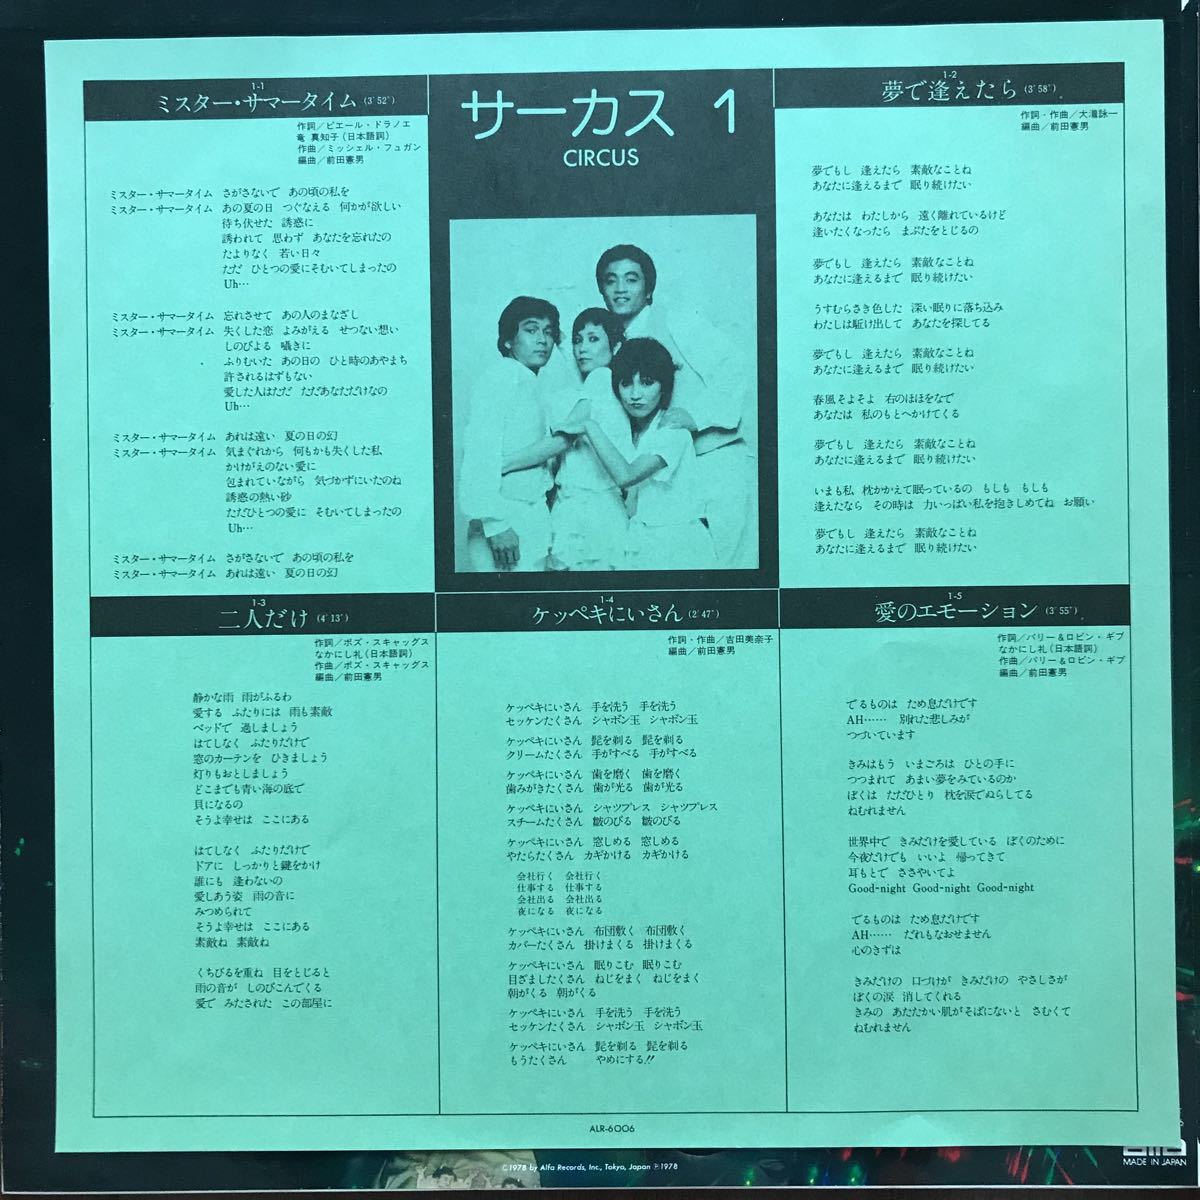 サーカス 1
CIRCUS
1-1
ミスター・サマータイム (3′52″)
作詞/ピエール・ドラノエ
竜 真知子(日本語詞)
作曲/ミッシェル・フュガン
編曲/前田憲男
ミスター・サマータイム さがさないで あの頃の私を
ミスター・サマータイム あの夏の日 つぐなえる 何かが欲しい
待ち伏せた 誘惑に
誘われて 思わず あなたを忘れたの
たよりなく 若い日々
ただ ひとつの愛にそむいてしまったの
Uh…
ミスター・サマータイム 忘れさせて あの人のまなざし
ミスター・サマータイム 失くした恋 よみがえる せつない想い
しのびよる 囁きに
ふりむいた あの日の ひと時のあやまち
許されるはずもない
愛した人はただ ただあなただけなの
Uh…
ミスター・サマータイム あれは遠い 夏の日の幻
ミスター・サマータイム 気まぐれから 何もかも失くした私
かけがえのない愛に
包まれていながら 気づかずにいたのね
誘惑の熱い砂
ただひとつの愛に そむいてしまったの
Uh…
ミスター・サマータイム さがさないで あの頃の私を
ミスター・サマータイム あれは遠い 夏の日の幻
1-2
夢で逢えたら (3′58″)
作詞・作曲/大瀧詠一
編曲/前田憲男
夢でもし 逢えたら 素敵なことね
あなたに逢えるまで 眠り続けたい
あなたは わたしから 遠く離れているけど
逢いたくなったら まぶたをとじるの
夢でもし 逢えたら 素敵なことね
あなたに逢えるまで 眠り続けたい
うすむらさき色した 深い眠りに落ち込み
わたしは駈け出して あなたを探してる
夢でもし 逢えたら 素敵なことね
あなたに逢えるまで 眠り続けたい
春風そよそよ 右のほほをなで
あなたは 私のもとへかけてくる
夢でもし 逢えたら 素敵なことね
あなたに逢えるまで 眠り続けたい
いまも私 枕かかえて眠っているの もしも もしも
逢えたなら その時は 力いっぱい私を抱きしめてね お願い
夢でもし 逢えたら 素敵なことね
あなたに逢えるまで 眠り続けたい
1-3
二人だけ (4′13″)
作詞/ボズ・スキャッグス
なかにし礼(日本語詞)
作曲/ボズ・スキャッグス
編曲/前田憲男
静かな雨 雨がふるわ
愛する ふたりには 雨も素敵
ベッドで 過しましょう
はてしなく ふたりだけで
窓のカーテンを ひきましょう
灯りもおとしましょう
どこまでも青い海の底で
貝になるの
そうよ幸せは ここにある
はてしなく ふたりだけで
ドアに しっかりと鍵をかけ
誰にも 逢わないの
愛しあう姿 雨の音に
みつめられて
そうよ幸せは ここにある
素敵ね 素敵ね
くちびるを重ね 目をとじると
雨の音が しのびこんでくる
愛で みたされた この部屋に
1-4
ケッペキにいさん (2′47″)
作詞・作曲/吉田美奈子
編曲/前田憲男
ケッペキにいさん 手を洗う 手を洗う
セッケンたくさん シャボン玉 シャボン玉
ケッペキにいさん 髭を剃る 髭を剃る
クリームたくさん 手がすべる 手がすべる
ケッペキにいさん 歯を磨く 歯を磨く
歯みがきたくさん 歯が光る 歯が光る
ケッペキにいさん シャツプレス シャツプレス
スチームたくさん 皺のびる 皺のびる
ケッペキにいさん 窓しめる 窓しめる
やたらたくさん カギかける カギかける
会社行く 会社行く
仕事する 仕事する
会社出る 会社出る
夜になる 夜になる
ケッペキにいさん 布団敷く 布団敷く
カバーたくさん 掛けまくる 掛けまくる
ケッペキにいさん 眠りこむ 眠りこむ
目ざましたくさん ねじをまく ねじをまく
朝がくる 朝がくる
ケッペキにいさん 手を洗う 手を洗う
セッケンたくさん シャボン玉 シャボン玉
ケッペキにいさん 髭を剃る 髭を剃る
もうたくさん やめにする!!
1-5
愛のエモーション (3′55″)
作詞/バリー&ロビン・ギブ
なかにし礼(日本語詞)
作曲/バリー&ロビン・ギブ
編曲/前田憲男
でるものは ため息だけです
AH…… 別れた悲しみが
つづいています
きみはもう いまごろは ひとの手に
つつまれて あまい夢をみているのか
ぼくは ただひとり 枕を涙でぬらしてる
ねむれません
世界中で きみだけを愛している ぼくのために
今夜だけでも いいよ 帰ってきて
耳もとで ささやいてよ
Good-night Good-night Good-night
でるものは ため息だけです
AH…… だれもなおせません
心のきずは
きみだけの 口づけが きみだけの やさしさが
ぼくの涙 消してくれる
きみの あたたかい肌がそばにないと さむくて
ねむれません
ALR-6006
©1978 by Alfa Records, Inc., Tokyo, Japan ℗1978
alfa
MADE IN JAPAN